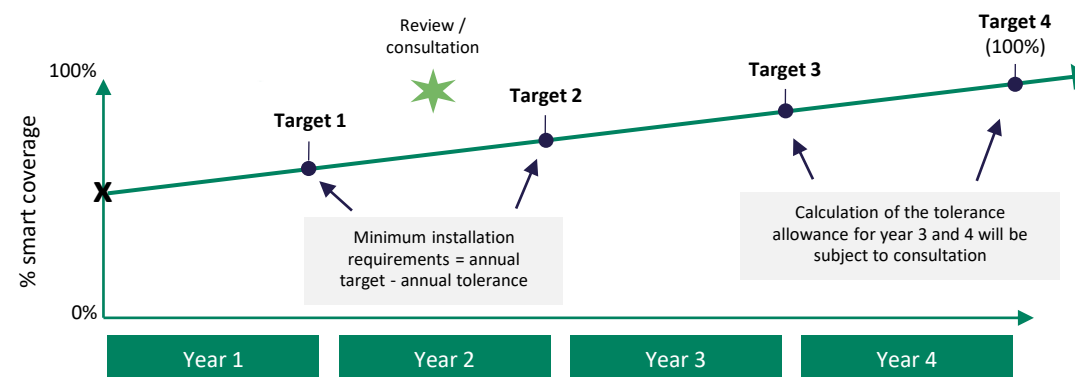 Review /
consultation
Target 4
(100%)
100%
Target 3
Target 2
Target 1
% smart coverage
X
Minimum installation
requirements = annual
target - annual tolerance
Calculation of the tolerance
allowance for year 3 and 4 will be
subject to consultation
0%
Year 1
Year 2
Year 3
Year 4